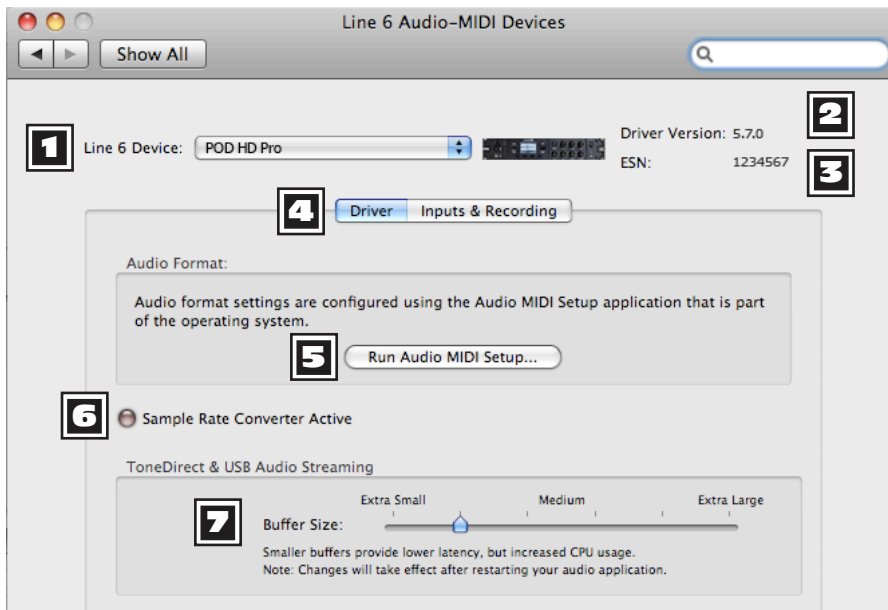 Line 6 Audio-MIDI Devices
Show All
1
Line 6 Device: POD HD Pro
Driver Version: 5.7.0
2
ESN: 1234567
3
4
Driver Inputs & Recording
Audio Format:
Audio format settings are configured using the Audio MIDI Setup application that is part
of the operating system.
5
Run Audio MIDI Setup...
6
Sample Rate Converter Active
ToneDirect & USB Audio Streaming
7
Extra Small Medium Extra Large
Buffer Size:
Smaller buffers provide lower latency, but increased CPU usage.
Note: Changes will take effect after restarting your audio application.